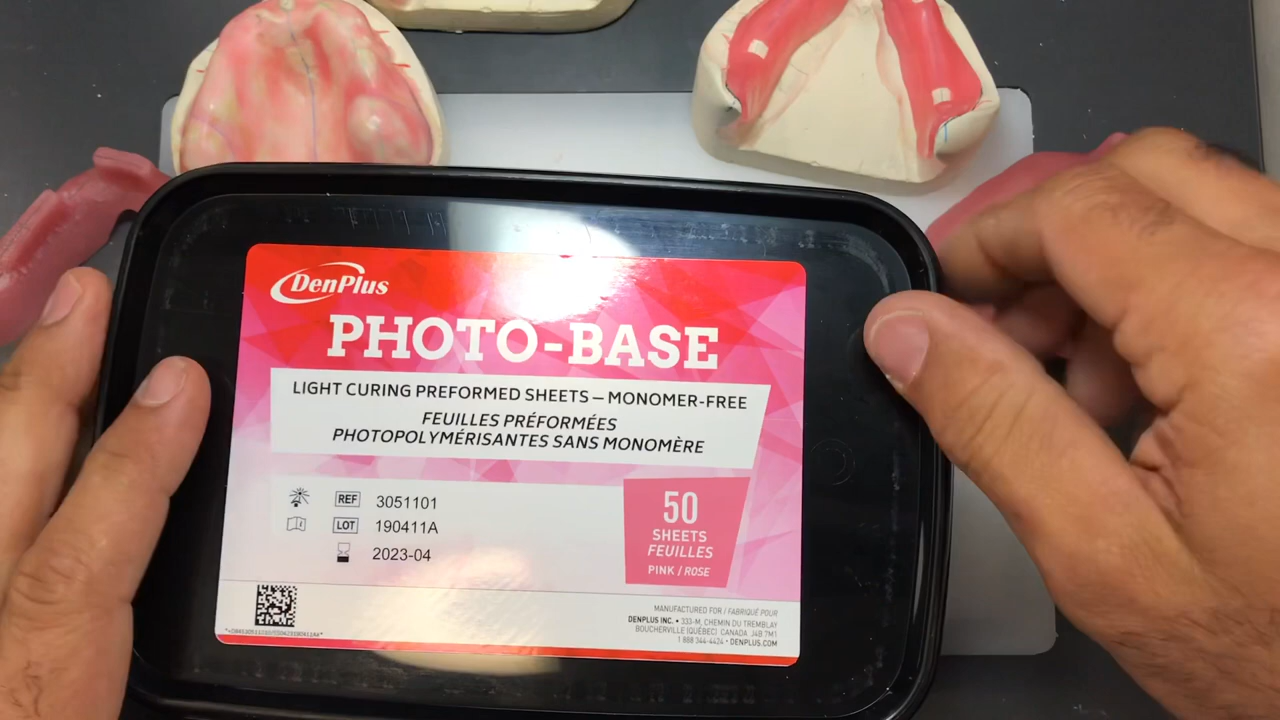 DenPlus
PHOTO-BASE
LIGHT CURING PREFORMED SHEETS – MONOMER-FREE
FEUILLES PRÉFORMÉES
PHOTOPOLYMÉRISANTES SANS MONOMÈRE
REF 3051101
LOT 190411A
2023-04
50
SHEETS
FEUILLES
PINK / ROSE
MANUFACTURED FOR / FABRIQUÉ POUR
DENPLUS INC. • 333-M, CHEMIN DU TREMBLAY
BOUCHERVILLE (QUÉBEC) CANADA J4B 7M1
1 888 344-4424 • DENPLUS.COM